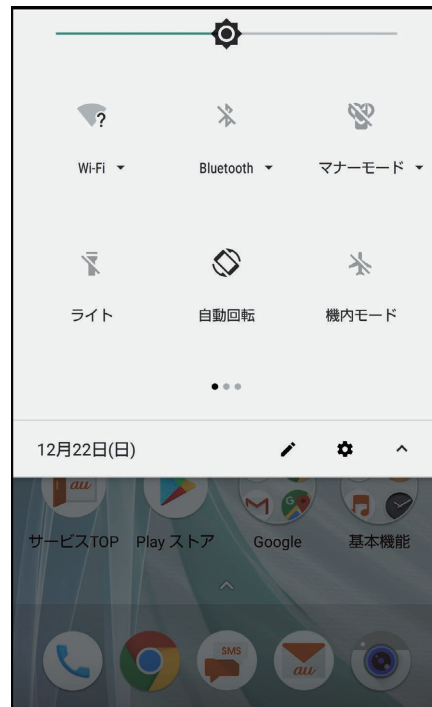 ?
Wi-Fi Bluetooth マナーモード
ライト 自動回転 機内モード
12月22日(日)
au
サービスTOP Play ストア Google 基本機能
SMS
au